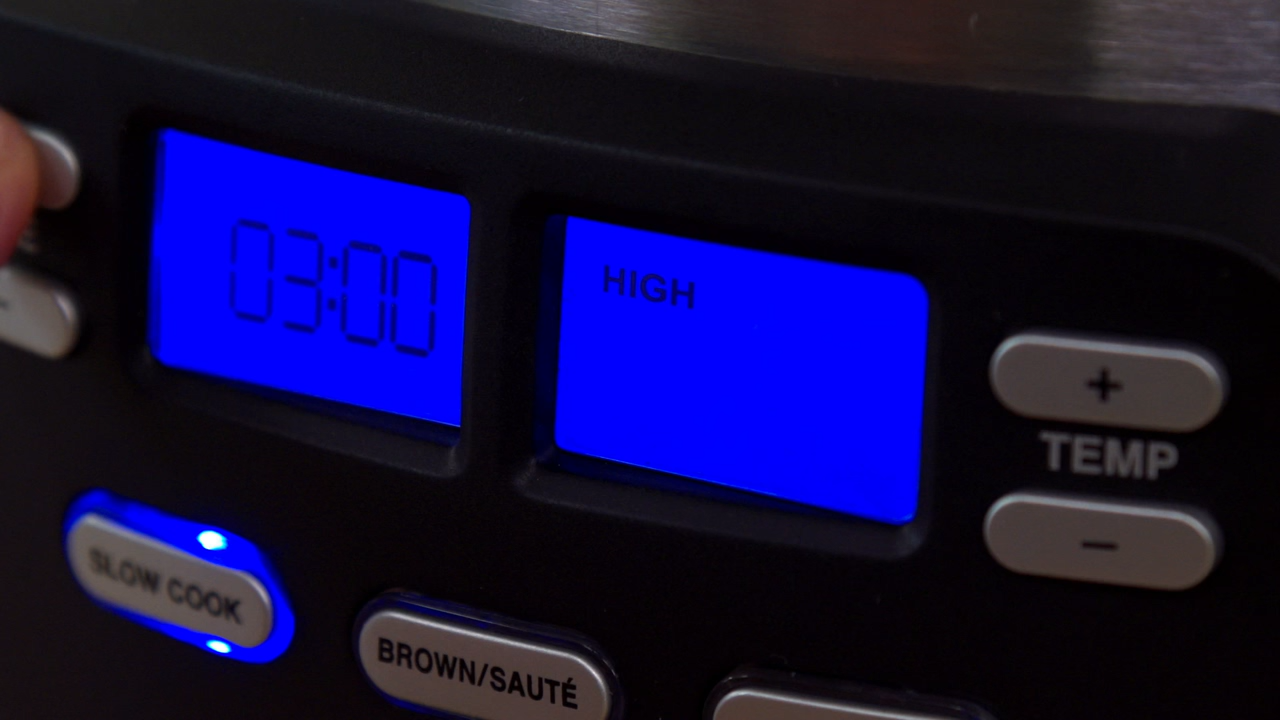 03:00
HIGH
+
TEMP
-
-
SLOW COOK
BROWN/SAUTÉ